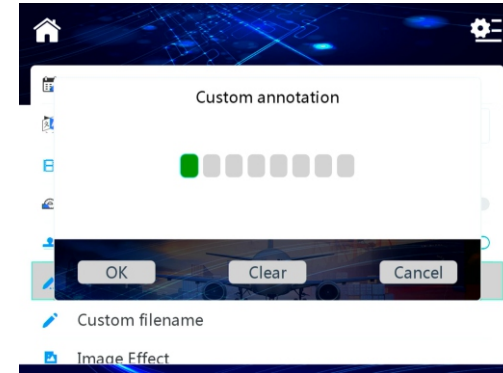 Custom annotation
OK
Clear
Cancel
Custom filename
Image Effect